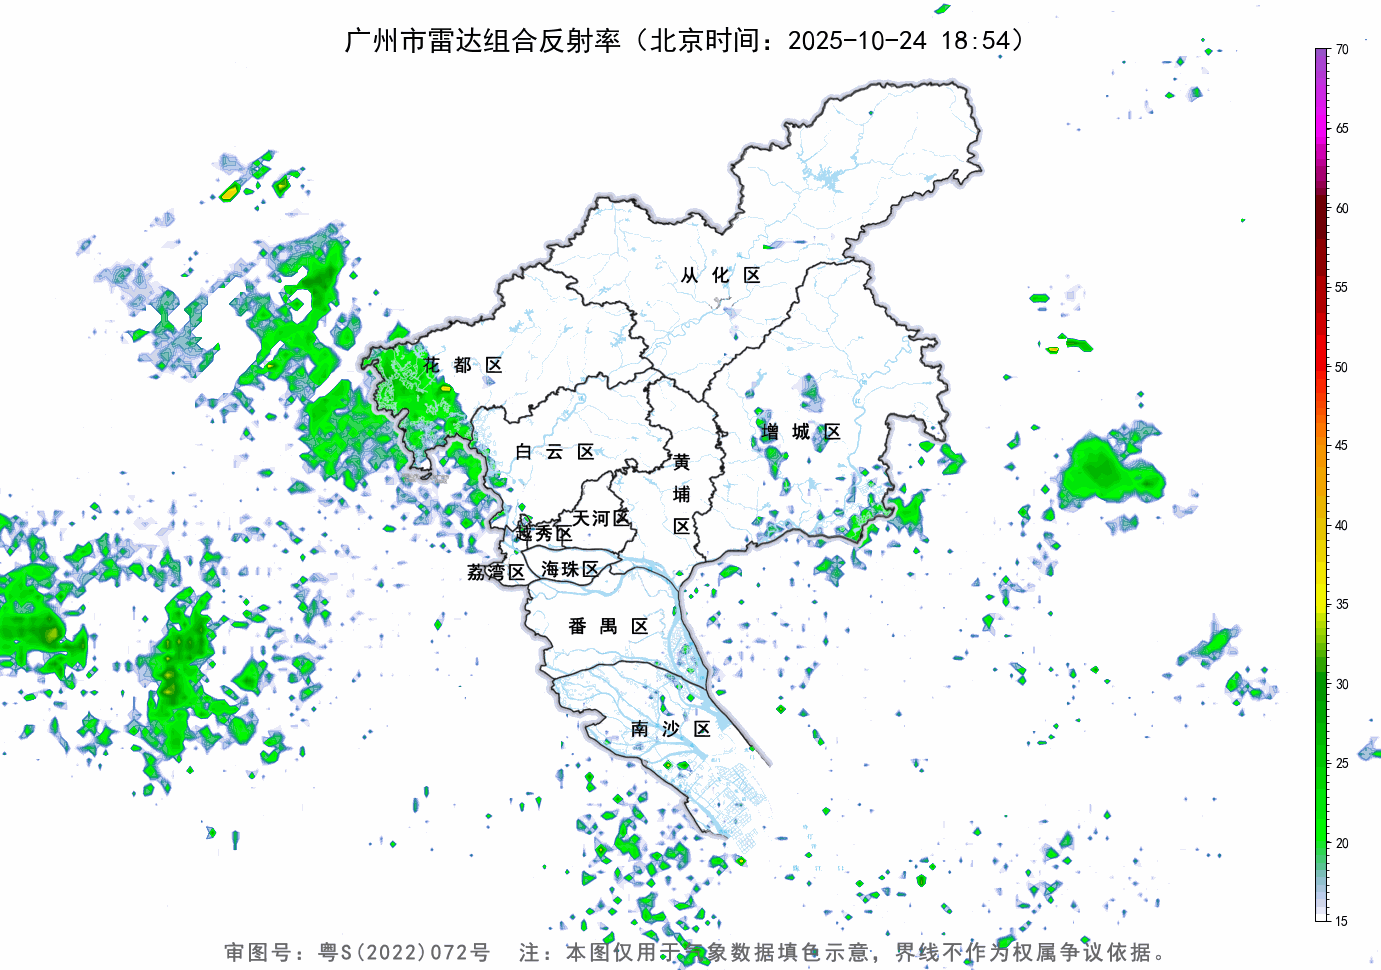 广州市雷达组合反射率（北京时间：2025-10-24 18:54）
70
65
60
55
50
45
40
35
30
25
20
15
从化区
花都区
增城区
白云区
黄埔区
天河区
越秀区
荔湾区
海珠区
番禺区
南沙区
审图号：粤S(2022)072号 注：本图仅用于气象数据填色示意，界线不作为权属争议依据。